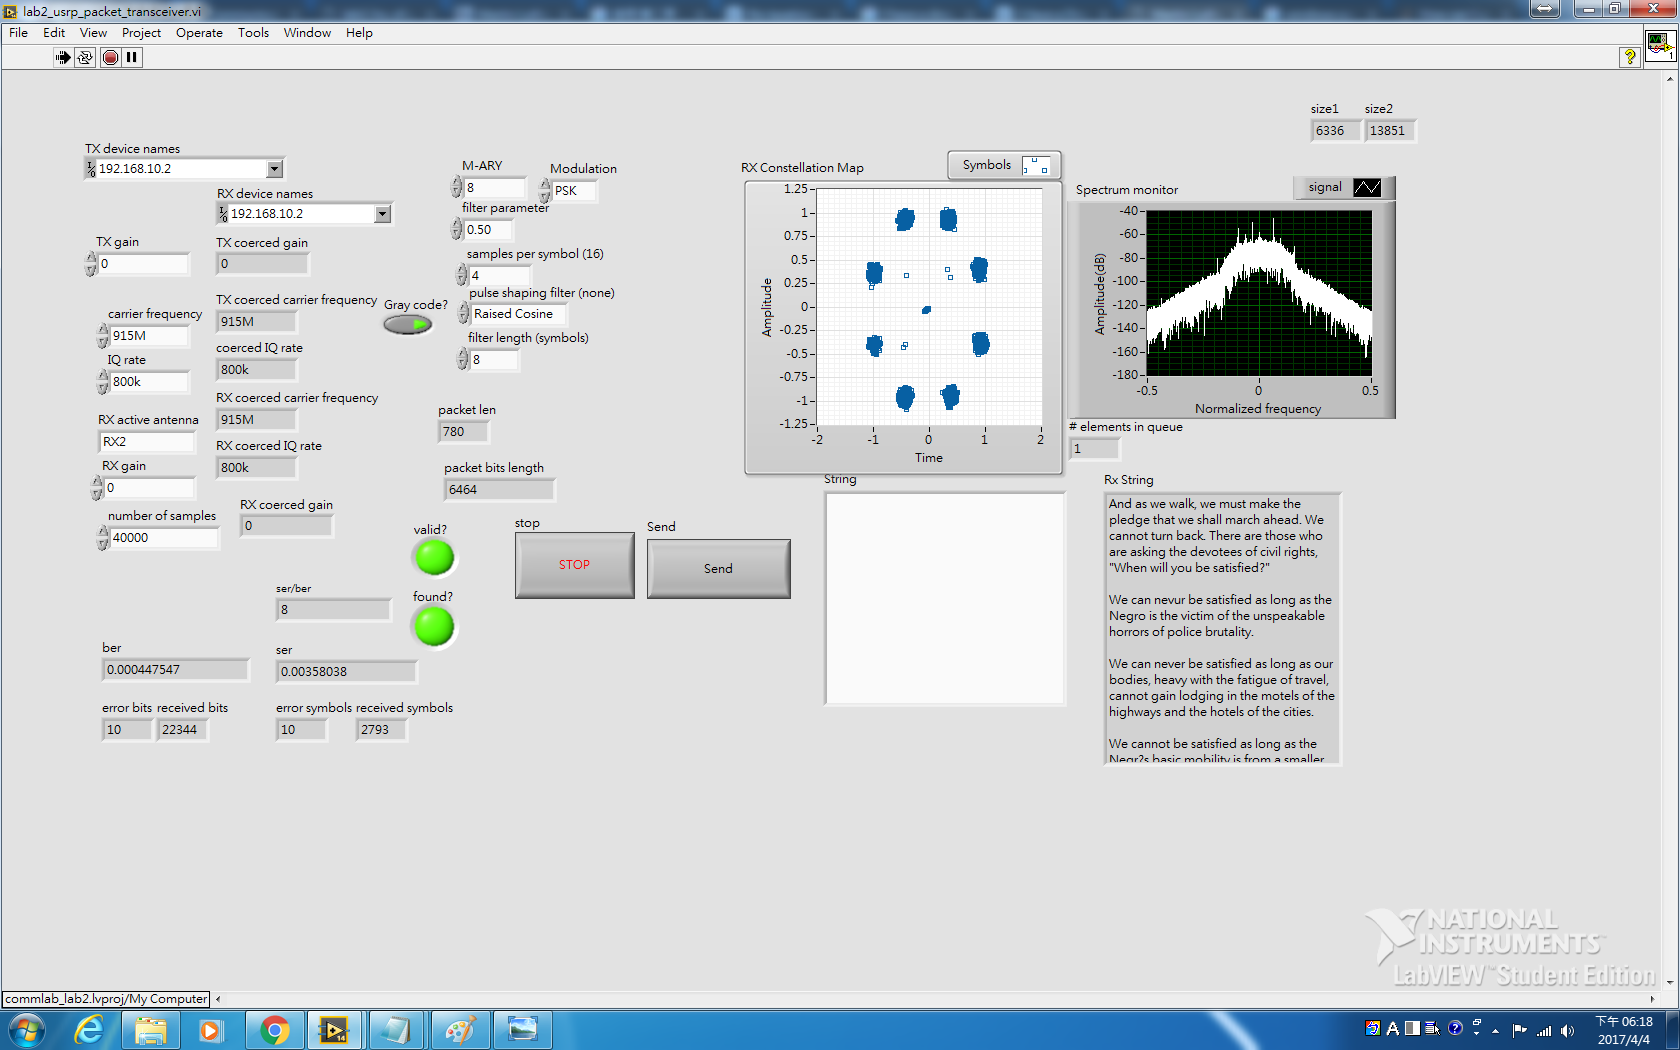 lab2_usrp_packet_transceiver.vi
File Edit View Project Operate Tools Window Help
size1 size2
6336 13851
TX device names
192.168.10.2
RX device names
192.168.10.2
TX gain
0
TX coerced gain
0
carrier frequency
915M
TX coerced carrier frequency
915M
IQ rate
800k
coerced IQ rate
800k
RX active antenna
RX2
RX coerced carrier frequency
915M
RX gain
0
RX coerced IQ rate
800k
number of samples
40000
RX coerced gain
0
Gray code?
M-ARY
8
Modulation
PSK
filter parameter
0.50
samples per symbol (16)
4
pulse shaping filter (none)
Raised Cosine
filter length (symbols)
8
packet len
780
packet bits length
6464
valid?
found?
stop
STOP
Send
Send
ser/ber
8
ber
0.000447547
ser
0.00358038
error bits received bits
10 22344
error symbols received symbols
10 2793
RX Constellation Map
Symbols
Amplitude
1.25
1
0.75
0.5
0.25
0
-0.25
-0.5
-0.75
-1
-1.25
-2 -1 0 1 2
Time
Spectrum monitor
signal
Amplitude(dB)
-40
-60
-80
-100
-120
-140
-160
-180
-0.5 0 0.5
Normalized frequency
# elements in queue
1
String
Rx String
And as we walk, we must make the
pledge that we shall march ahead. We
cannot turn back. There are those who
are asking the devotees of civil rights,
"When will you be satisfied?"
We can nevur be satisfied as long as the
Negro is the victim of the unspeakable
horrors of police brutality.
We can never be satisfied as long as our
bodies, heavy with the fatigue of travel,
cannot gain lodging in the motels of the
highways and the hotels of the cities.
We cannot be satisfied as long as the
Negr?s basic mobility is from a smaller
NATIONAL
INSTRUMENTS™
LabVIEW™ Student Edition
commlab_lab2.lvproj/My Computer
14
A
下午 06:18
2017/4/4